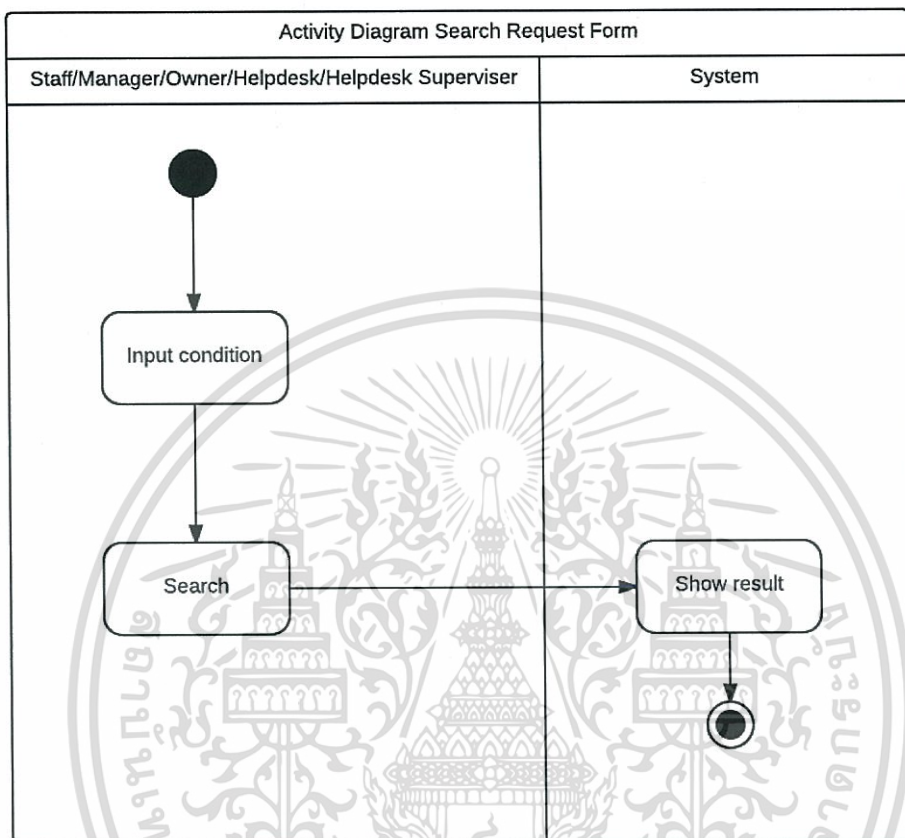 Activity Diagram Search Request Form
Staff/Manager/Owner/Helpdesk/Helpdesk Superviser
System
Input condition
Search
Show result